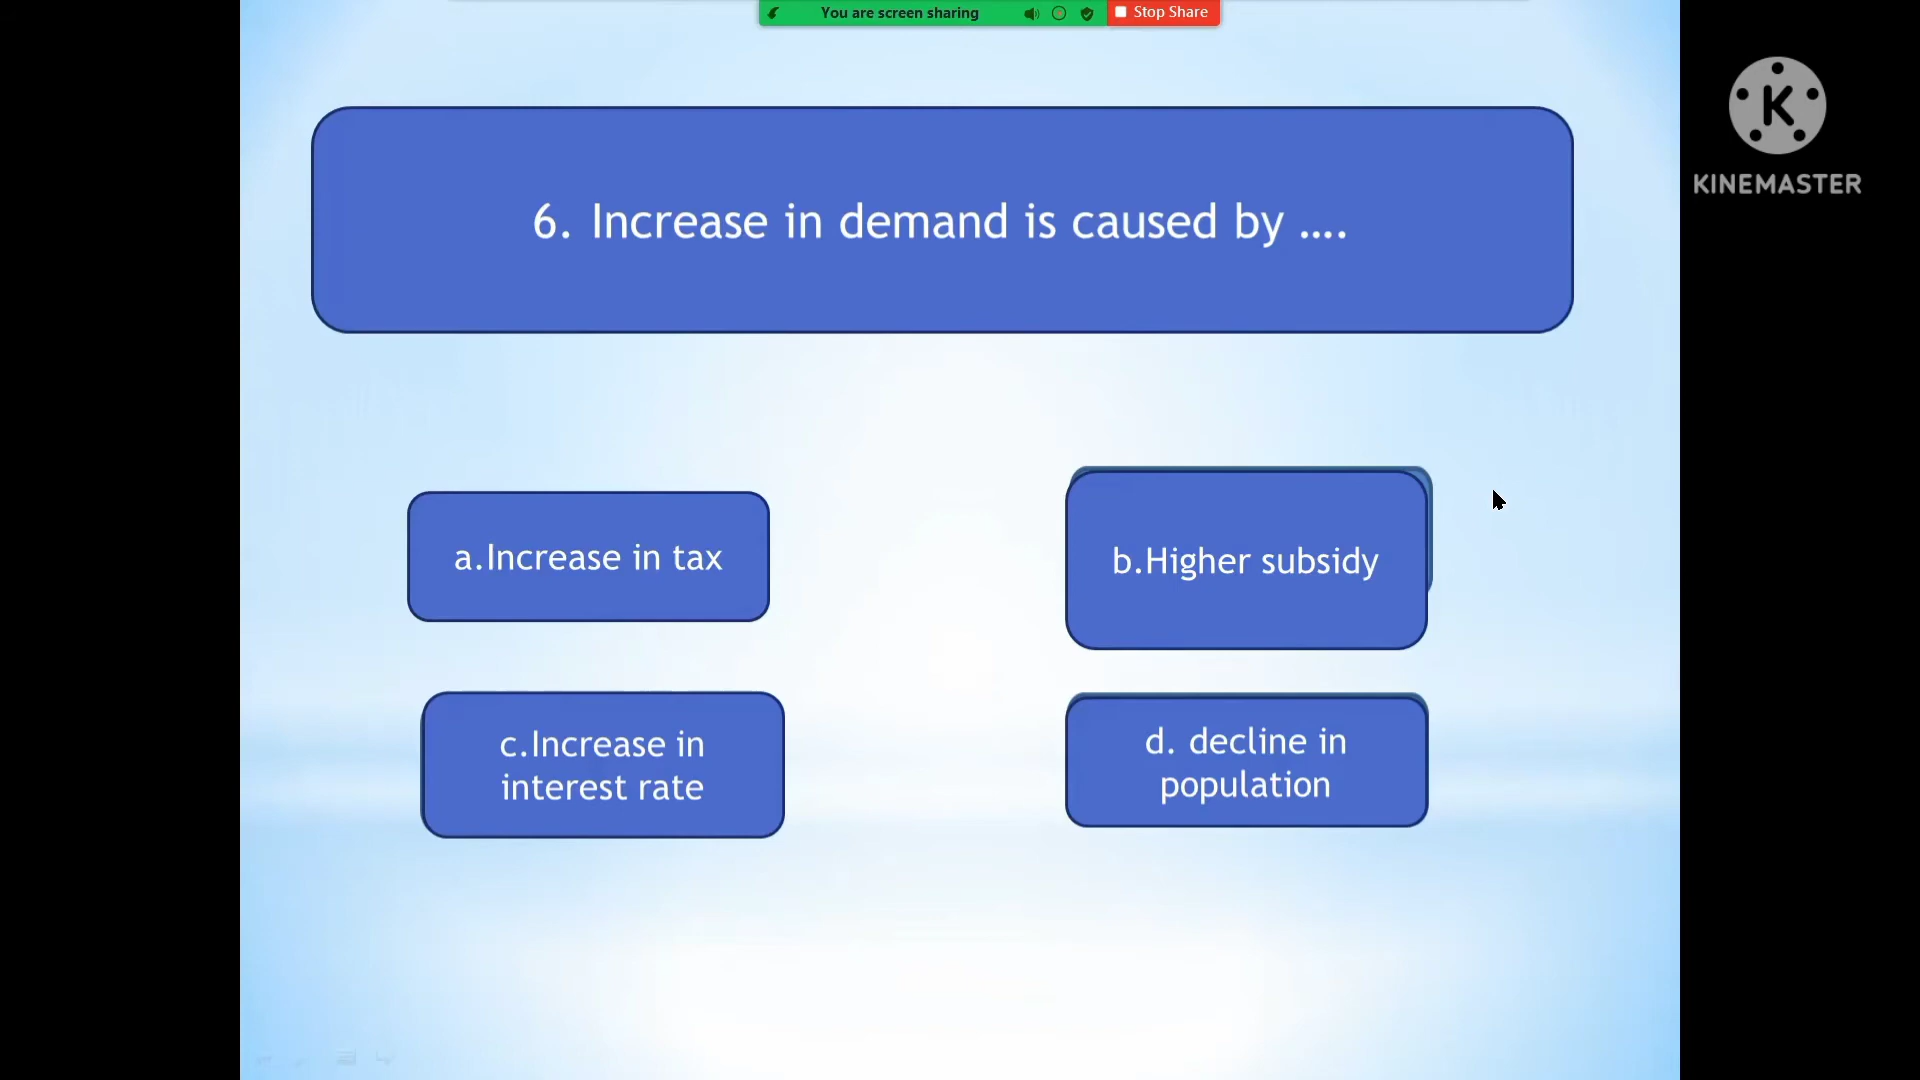 You are screen sharing
Stop Share
KINEMASTER
6. Increase in demand is caused by ....
a.Increase in tax
b.Higher subsidy
c.Increase in
interest rate
d. decline in
population